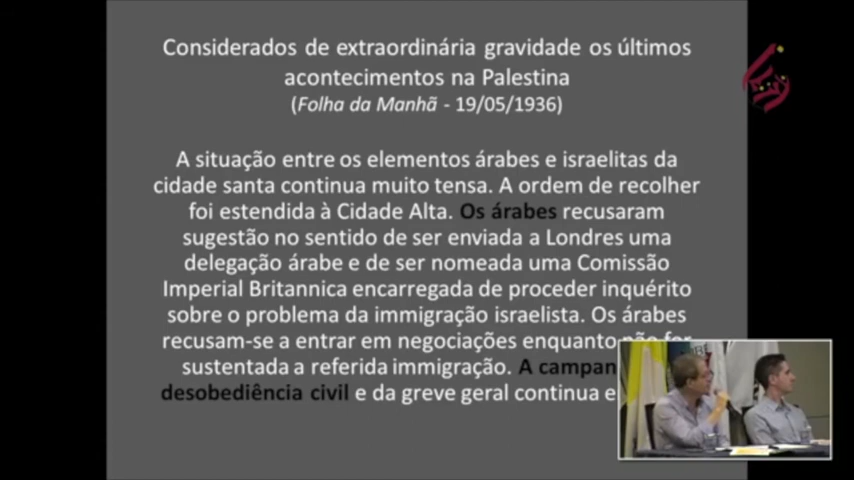 Considerados de extraordinária gravidade os últimos
acontecimentos na Palestina
(Folha da Manhã - 19/05/1936)
A situação entre os elementos árabes e israelitas da
cidade santa continua muito tensa. A ordem de recolher
foi estendida à Cidade Alta. Os árabes recusaram
sugestão no sentido de ser enviada a Londres uma
delegação árabe e de ser nomeada uma Comissão
Imperial Britannica encarregada de proceder inquérito
sobre o problema da immigração israelista. Os árabes
recusam-se a entrar em negociações enquanto não for
sustentada a referida immigração. A campan
desobediência civil e da greve geral continua e